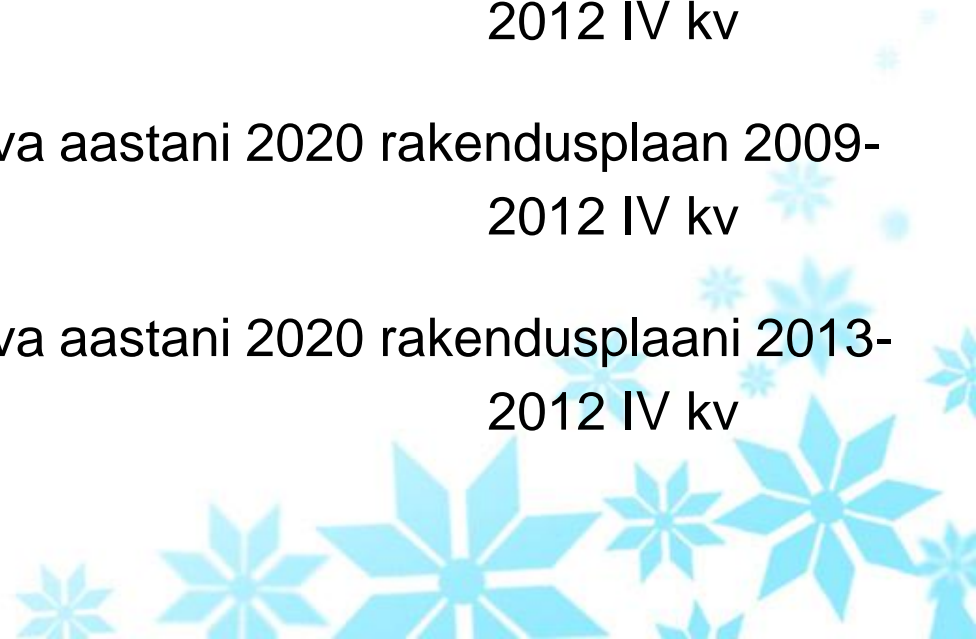 2012 IV kv
va aastani 2020 rakendusplaan 2009-
2012 IV kv
va aastani 2020 rakendusplaani 2013-
2012 IV kv